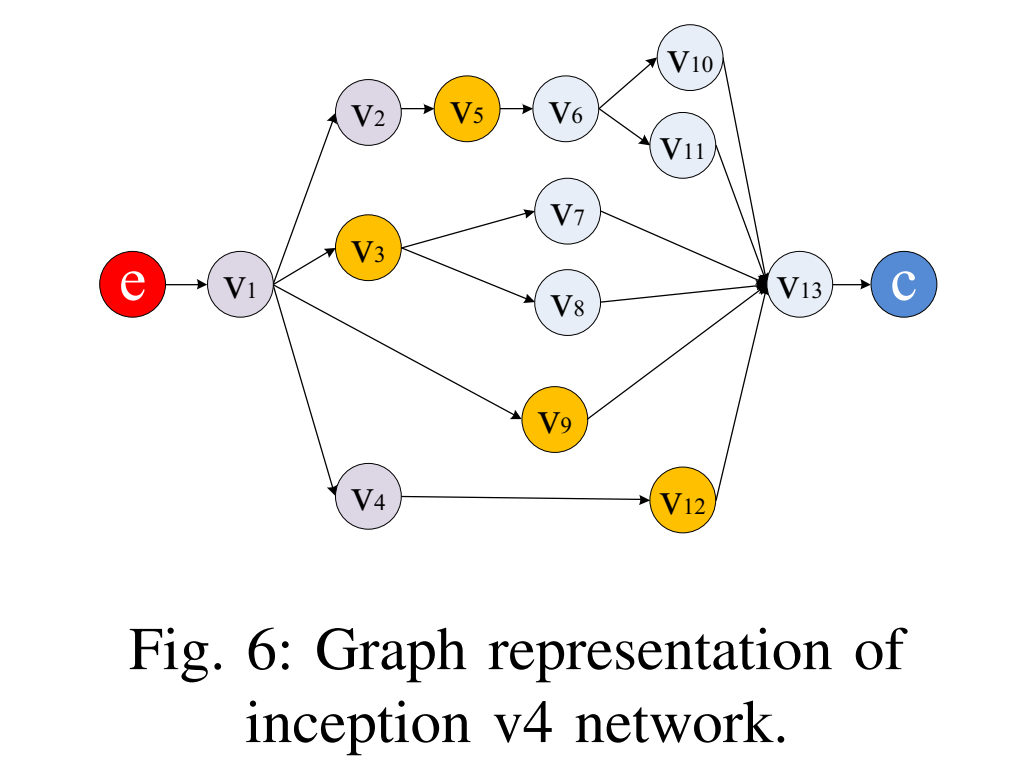 v10
v2 v5 v6
v11
v7
v3
e v1 v8 v13 c
v9
v4 v12
Fig. 6: Graph representation of
inception v4 network.